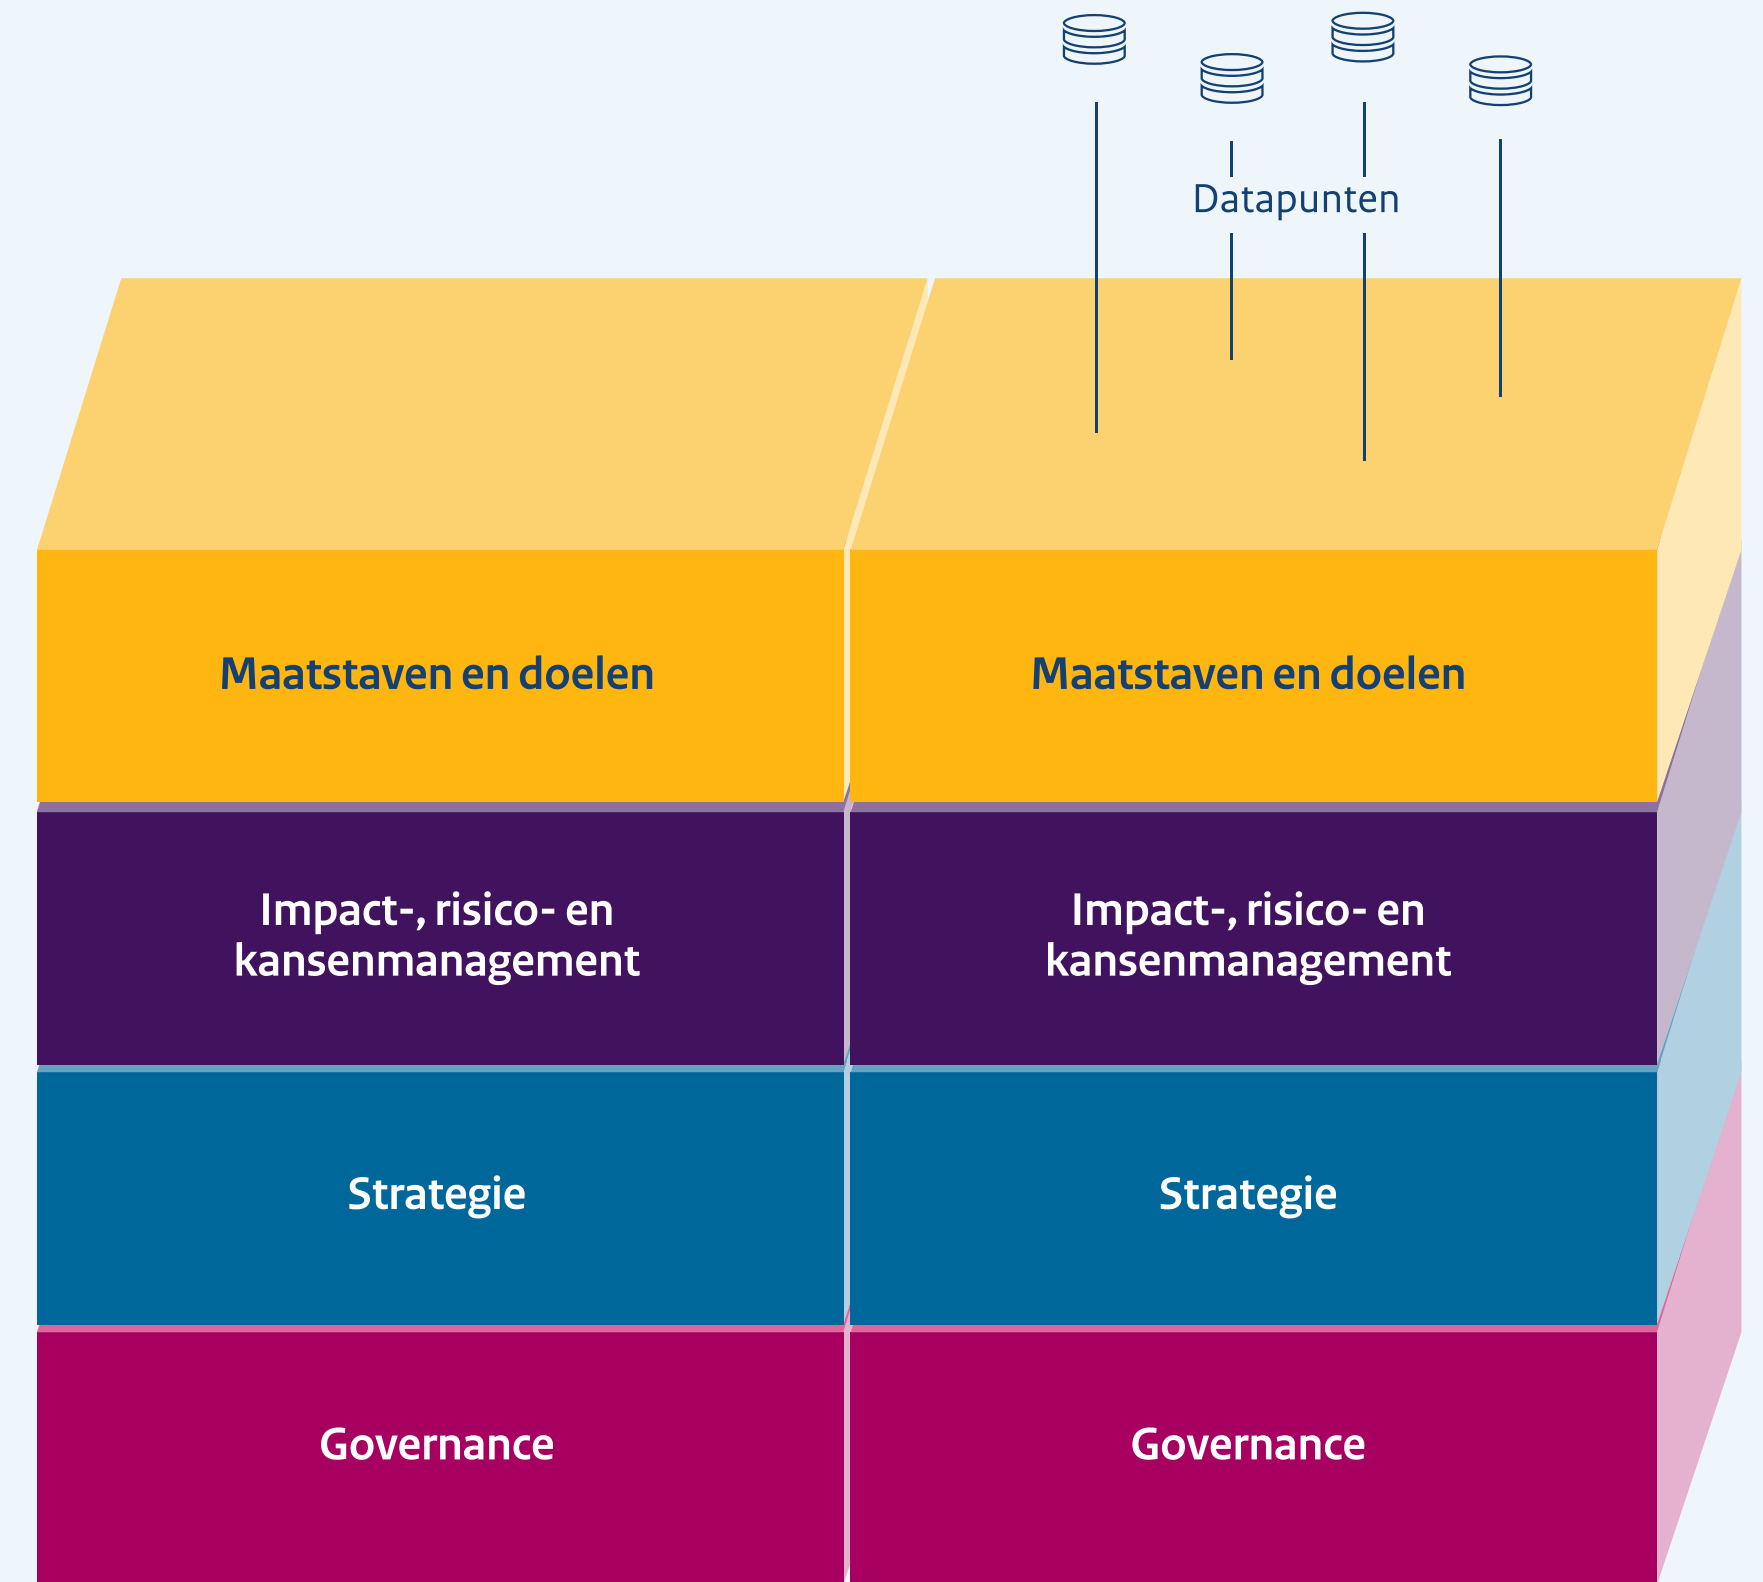 Datapunten
Maatstaven en doelen
Maatstaven en doelen
Impact-, risico- en
kansenmanagement
Impact-, risico- en
kansenmanagement
Strategie
Strategie
Governance
Governance